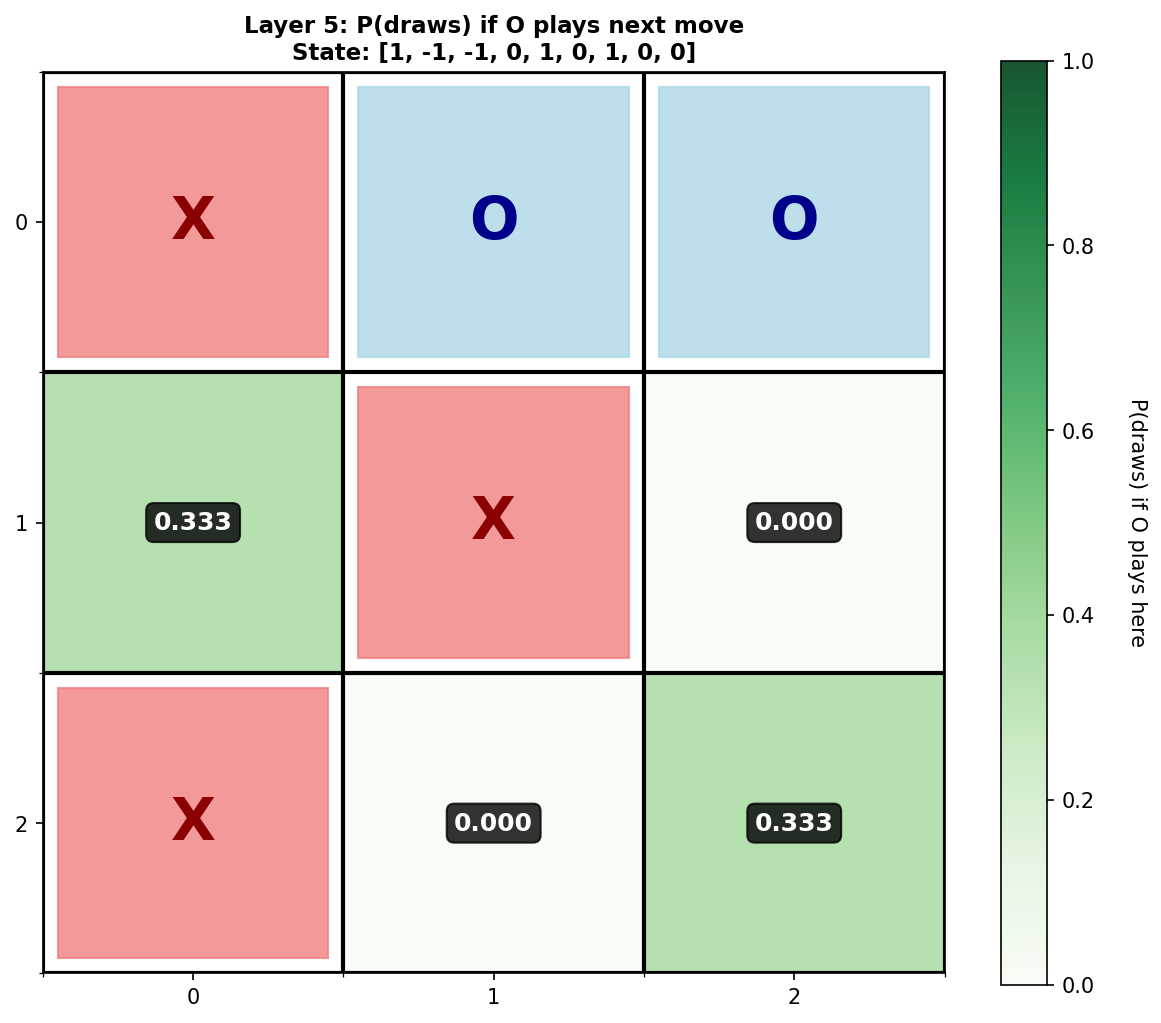 Layer 5: P(draws) if O plays next move
State: [1, -1, -1, 0, 1, 0, 1, 0, 0]
X
O
O
0
0.333
X
0.000
1
X
0.000
0.333
2
0
1
2
1.0
0.8
0.6
0.4
0.2
0.0
P(draws) if O plays here